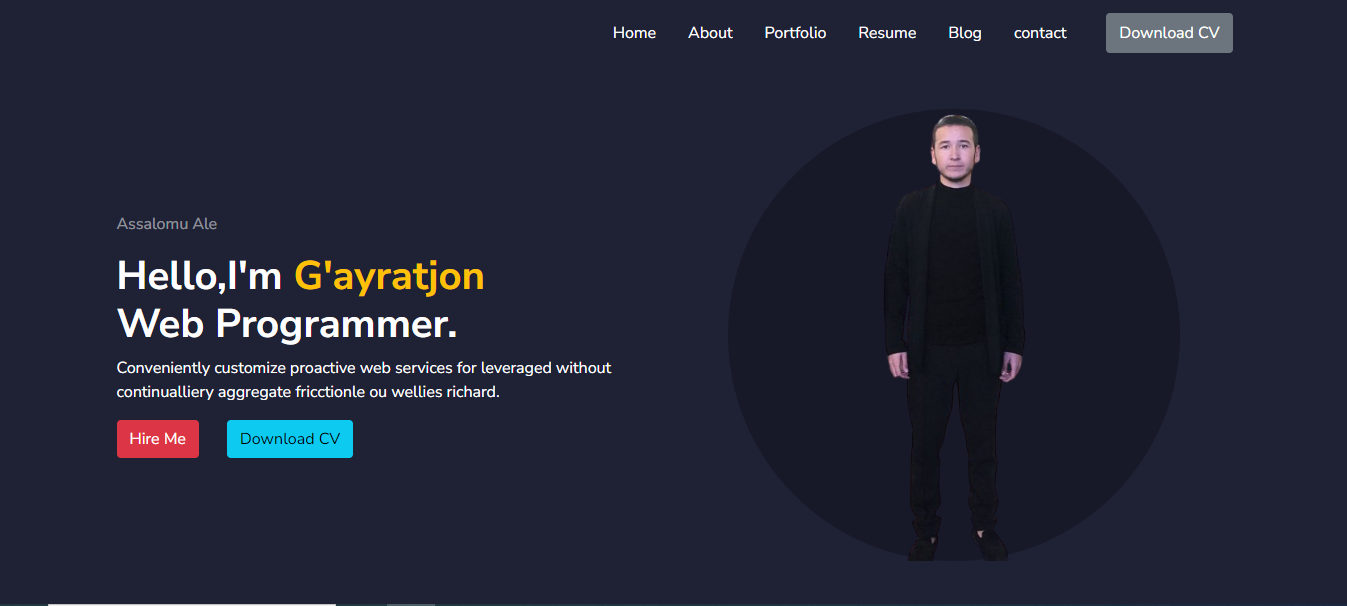 Home About Portfolio Resume Blog contact Download CV
Assalomu Ale
Hello,I'm G'ayratjon
Web Programmer.
Conveniently customize proactive web services for leveraged without
continualliery aggregate fricctionle ou wellies richard.
Hire Me Download CV